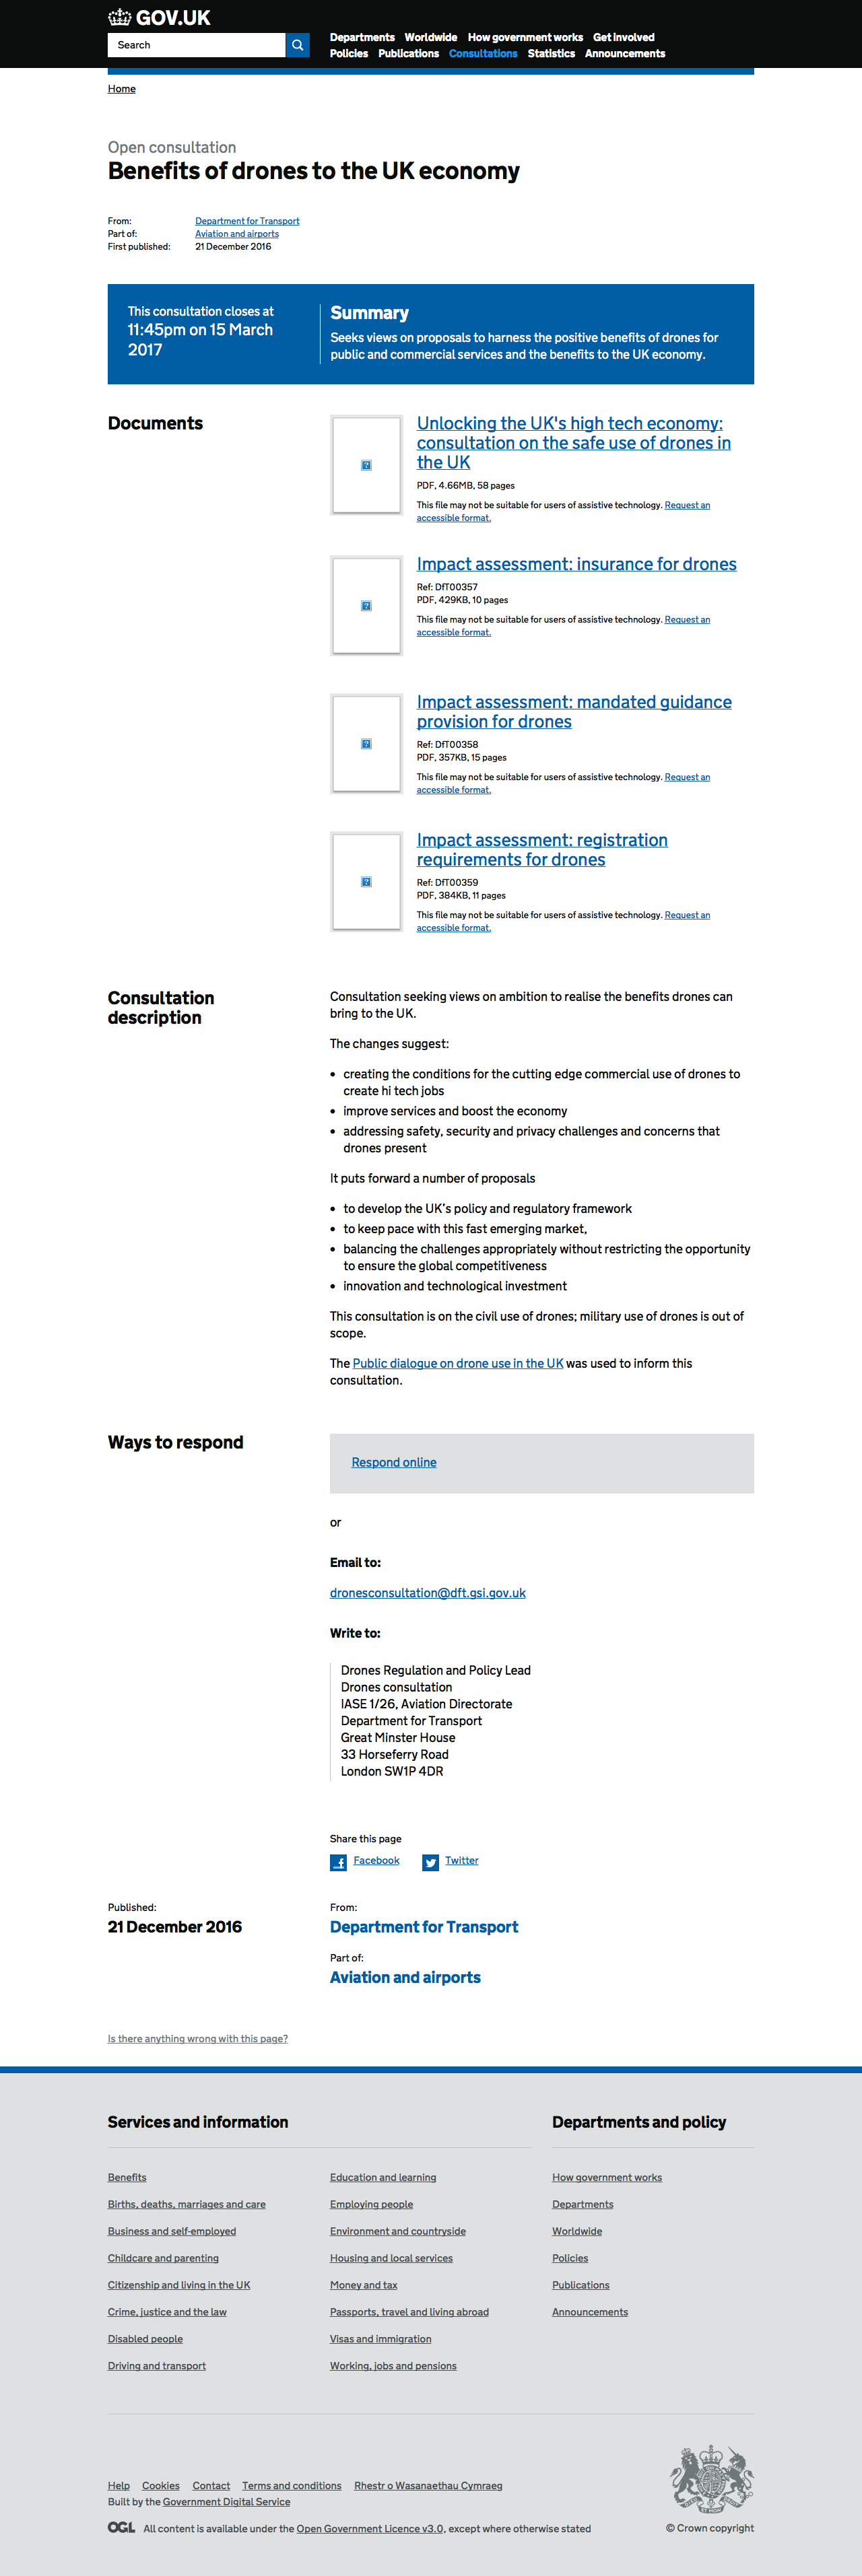 GOV.UK
Search
Departments Worldwide How government works Get involved
Policies Publications Consultations Statistics Announcements
Home
Open consultation
Benefits of drones to the UK economy
From: Department for Transport
Part of: Aviation and airports
First published: 21 December 2016
This consultation closes at
11:45pm on 15 March
2017
Summary
Seeks views on proposals to harness the positive benefits of drones for
public and commercial services and the benefits to the UK economy.
Documents
Unlocking the UK's high tech economy:
consultation on the safe use of drones in
the UK
PDF, 4.66MB, 58 pages
This file may not be suitable for users of assistive technology. Request an
accessible format.
Impact assessment: insurance for drones
Ref: DfT00357
PDF, 429KB, 10 pages
This file may not be suitable for users of assistive technology. Request an
accessible format.
Impact assessment: mandated guidance
provision for drones
Ref: DfT00358
PDF, 357KB, 15 pages
This file may not be suitable for users of assistive technology. Request an
accessible format.
Impact assessment: registration
requirements for drones
Ref: DfT00359
PDF, 384KB, 11 pages
This file may not be suitable for users of assistive technology. Request an
accessible format.
Consultation
description
Consultation seeking views on ambition to realise the benefits drones can
bring to the UK.
The changes suggest:
• creating the conditions for the cutting edge commercial use of drones to
create hi tech jobs
• improve services and boost the economy
• addressing safety, security and privacy challenges and concerns that
drones present
It puts forward a number of proposals
• to develop the UK's policy and regulatory framework
• to keep pace with this fast emerging market,
• balancing the challenges appropriately without restricting the opportunity
to ensure the global competitiveness
• innovation and technological investment
This consultation is on the civil use of drones; military use of drones is out of
scope.
The Public dialogue on drone use in the UK was used to inform this
consultation.
Ways to respond
Respond online
or
Email to:
dronesconsultation@dft.gsi.gov.uk
Write to:
Drones Regulation and Policy Lead
Drones consultation
IASE 1/26, Aviation Directorate
Department for Transport
Great Minster House
33 Horseferry Road
London SW1P 4DR
Share this page
Facebook Twitter
Published:
21 December 2016
From:
Department for Transport
Part of:
Aviation and airports
Is there anything wrong with this page?
Services and information
Benefits
Births, deaths, marriages and care
Business and self-employed
Childcare and parenting
Citizenship and living in the UK
Crime, justice and the law
Disabled people
Driving and transport
Education and learning
Employing people
Environment and countryside
Housing and local services
Money and tax
Passports, travel and living abroad
Visas and immigration
Working, jobs and pensions
Departments and policy
How government works
Departments
Worldwide
Policies
Publications
Announcements
Help Cookies Contact Terms and conditions Rhestr o Wasanaethau Cymraeg
Built by the Government Digital Service
OGL All content is available under the Open Government Licence v3.0, except where otherwise stated
© Crown copyright